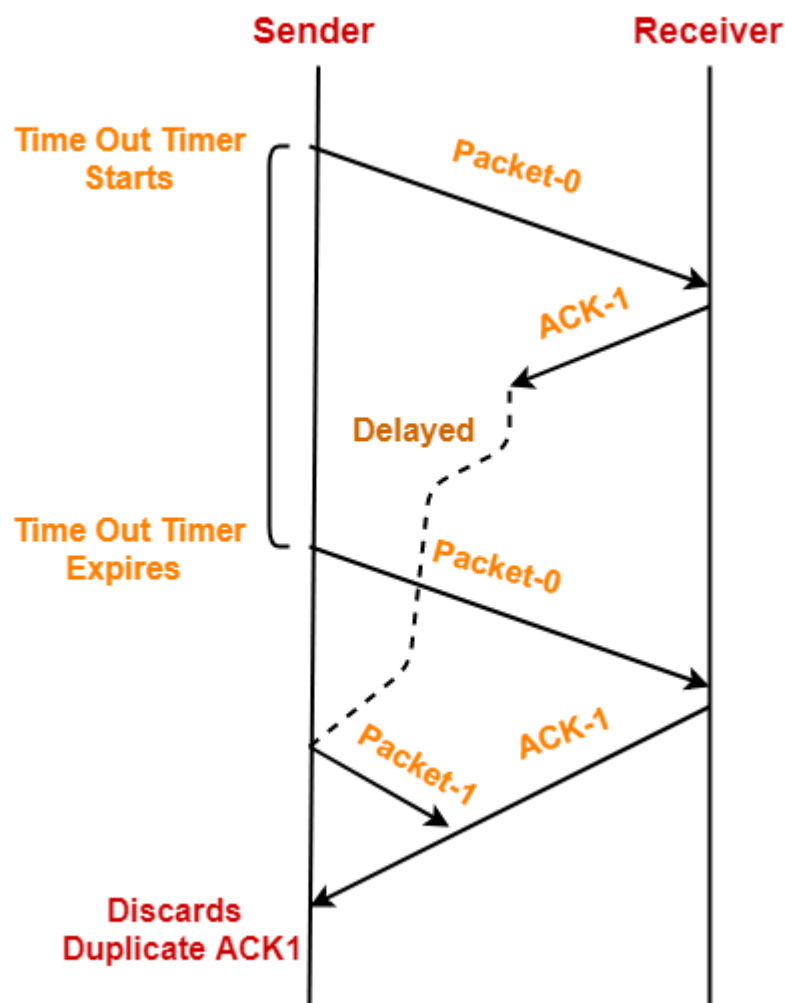 Sender
Receiver
Time Out Timer
Starts
Packet-0
ACK-1
Delayed
Time Out Timer
Expires
Packet-0
Packet-1
ACK-1
Discards
Duplicate ACK1